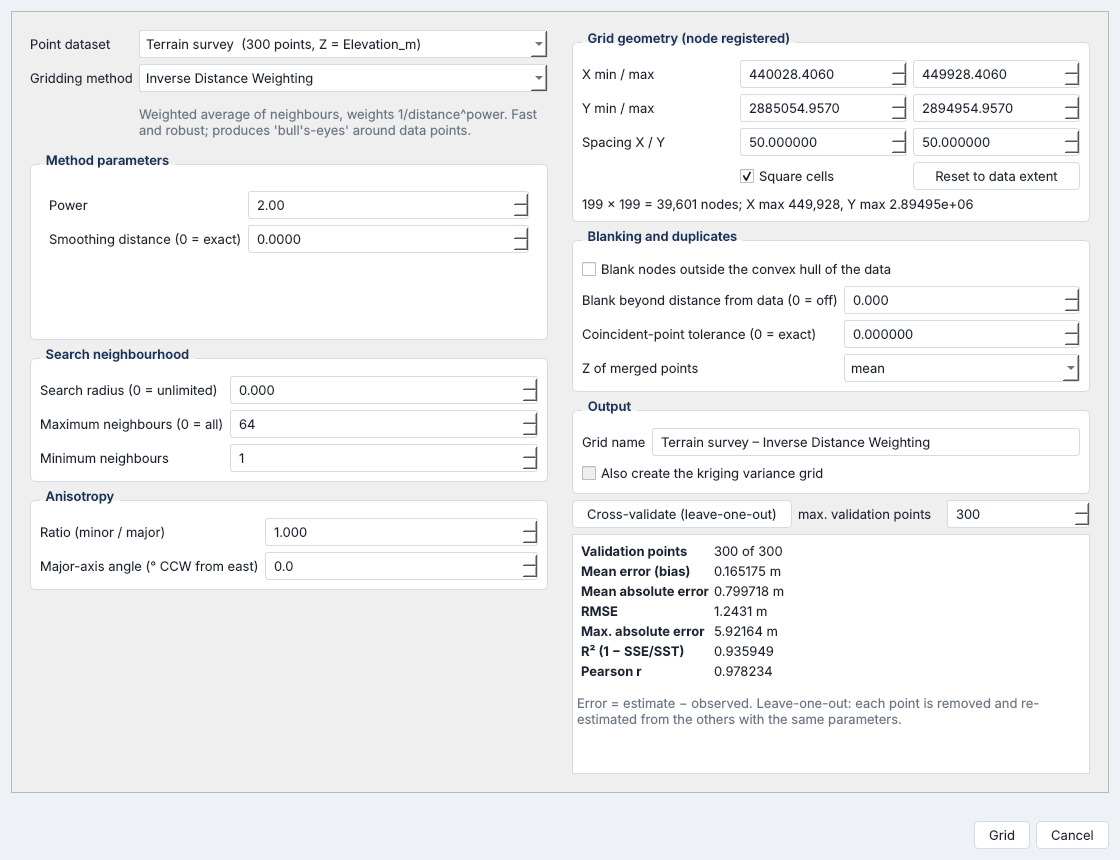 Point dataset Terrain survey (300 points, Z = Elevation_m)
Gridding method Inverse Distance Weighting
Weighted average of neighbours, weights 1/distance^power. Fast
and robust; produces 'bull's-eyes' around data points.
Method parameters
Power 2.00
Smoothing distance (0 = exact) 0.0000
Search neighbourhood
Search radius (0 = unlimited) 0.000
Maximum neighbours (0 = all) 64
Minimum neighbours 1
Anisotropy
Ratio (minor / major) 1.000
Major-axis angle (° CCW from east) 0.0
Grid geometry (node registered)
X min / max 440028.4060 449928.4060
Y min / max 2885054.9570 2894954.9570
Spacing X / Y 50.000000 50.000000
Square cells Reset to data extent
199 × 199 = 39,601 nodes; X max 449,928, Y max 2.89495e+06
Blanking and duplicates
Blank nodes outside the convex hull of the data
Blank beyond distance from data (0 = off) 0.000
Coincident-point tolerance (0 = exact) 0.000000
Z of merged points mean
Output
Grid name Terrain survey – Inverse Distance Weighting
Also create the kriging variance grid
Cross-validate (leave-one-out) max. validation points 300
Validation points 300 of 300
Mean error (bias) 0.165175 m
Mean absolute error 0.799718 m
RMSE 1.2431 m
Max. absolute error 5.92164 m
R² (1 − SSE/SST) 0.935949
Pearson r 0.978234
Error = estimate − observed. Leave-one-out: each point is removed and re-
estimated from the others with the same parameters.
Grid Cancel